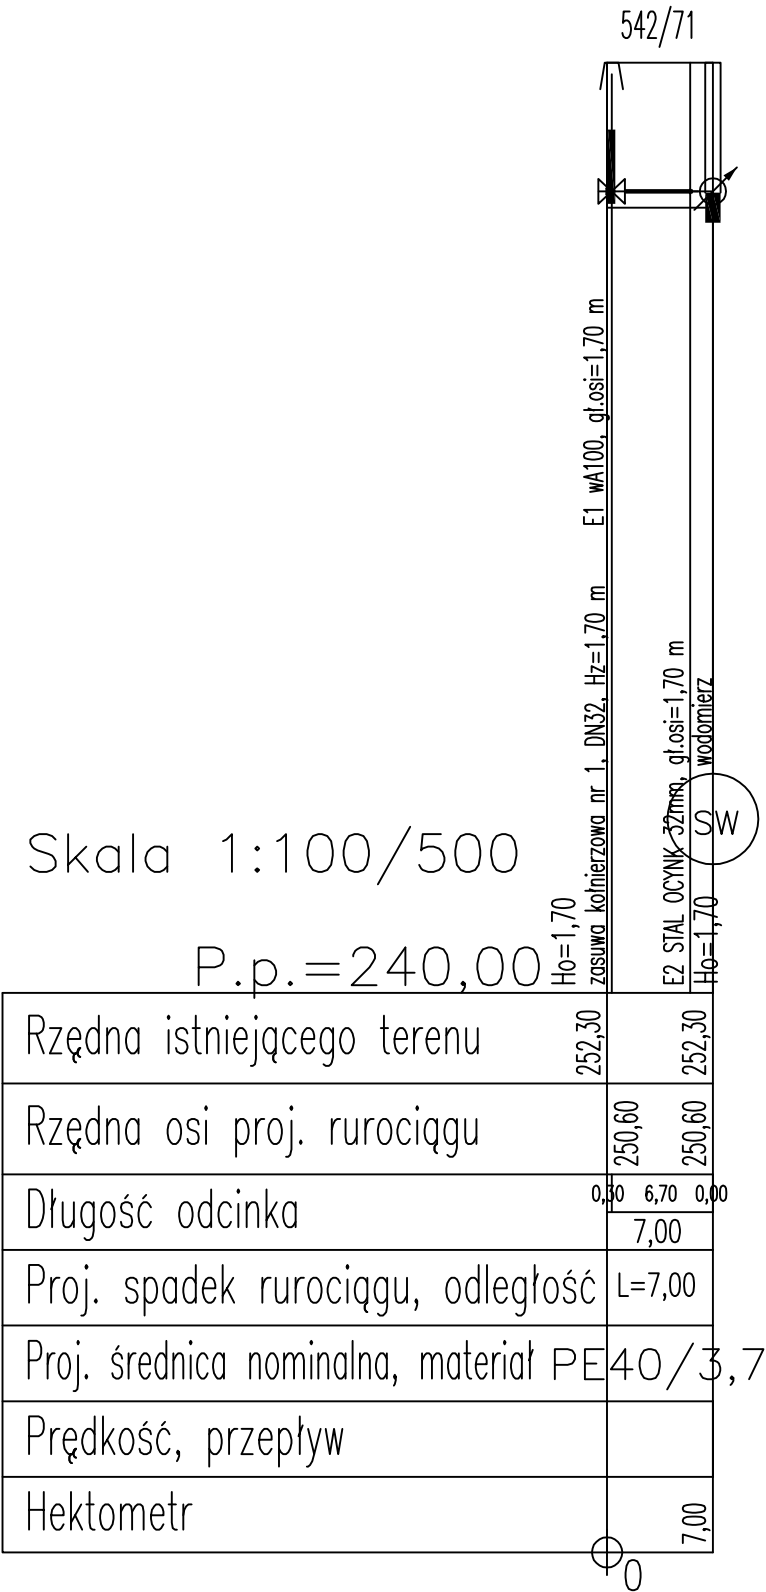 542/71
E1 wA100, gł.osi=1,70 m
zasuwa kołnierzowa nr 1, DN32, Hz=1,70 m
E2 STAL OCYNK 32mm, gł.osi=1,70 m
wodomierz
SW
Skala 1:100/500
Ho=1,70
Ho=1,70
P.p.=240,00
Rzędna istniejącego terenu 252,30 252,30
Rzędna osi proj. rurociągu 250,60 250,60
Długość odcinka 0,30 6,70 0,00
7,00
Proj. spadek rurociągu, odległość L=7,00
Proj. średnica nominalna, materiał PE40/3,7
Prędkość, przepływ
Hektometr 7,00
0